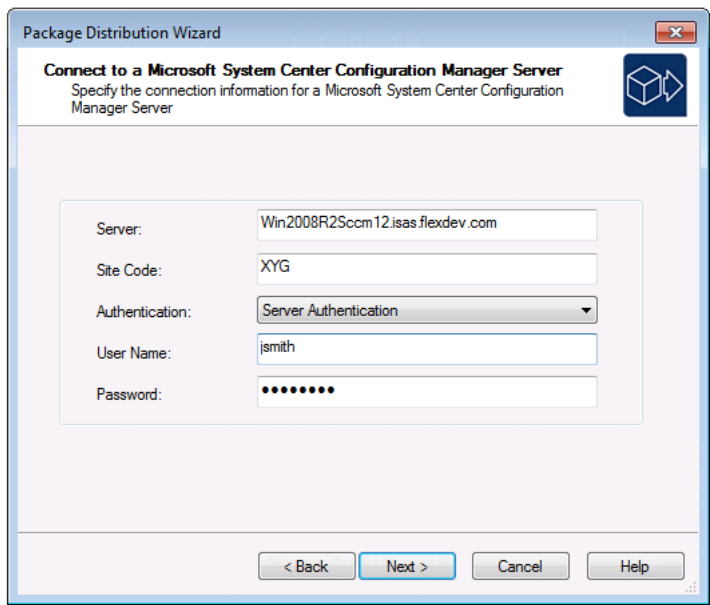 Package Distribution Wizard
Connect to a Microsoft System Center Configuration Manager Server
Specify the connection information for a Microsoft System Center Configuration
Manager Server
Server: Win2008R2Sccm12.isas.flexdev.com
Site Code: XYG
Authentication: Server Authentication
User Name: jsmith
Password: ●●●●●●●●
< Back Next > Cancel Help